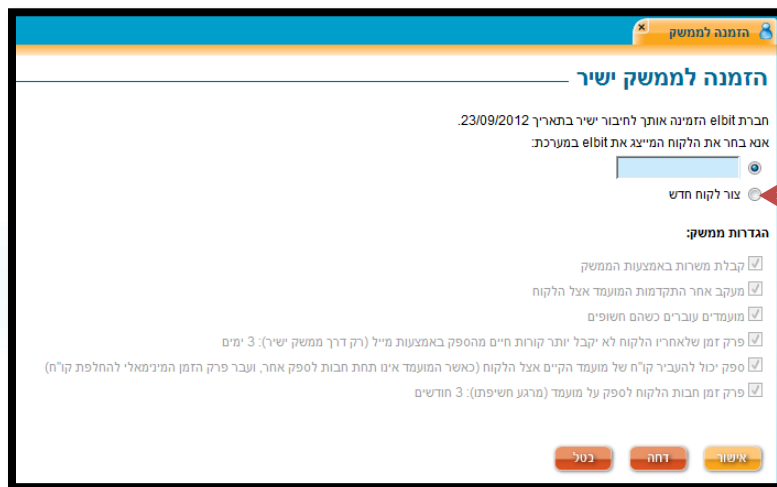 הזמנה לממשק
הזמנה לממשק ישיר
חברת elbit הזמינה אותך לחיבור ישיר בתאריך 23/09/2012.
אנא בחר את הלקוח המייצג את elbit במערכת:
צור לקוח חדש
הגדרות ממשק:
קבלת משרות באמצעות הממשק
מעקב אחר התקדמות המועמד אצל הלקוח
מועמדים עוברים כשהם חשופים
פרק זמן שלאחריו הלקוח לא יקבל יותר קורות חיים מהספק באמצעות מייל (רק דרך ממשק ישיר): 3 ימים
ספק יכול להעביר קו"ח של מועמד הקיים אצל הלקוח (כאשר המועמד אינו תחת חבות לספק אחר, ועבר פרק הזמן המינימאלי להחלפת קו"ח)
פרק זמן חבות הלקוח לספק על מועמד (מרגע חשיפתו): 3 חודשים
אישור דחה בטל